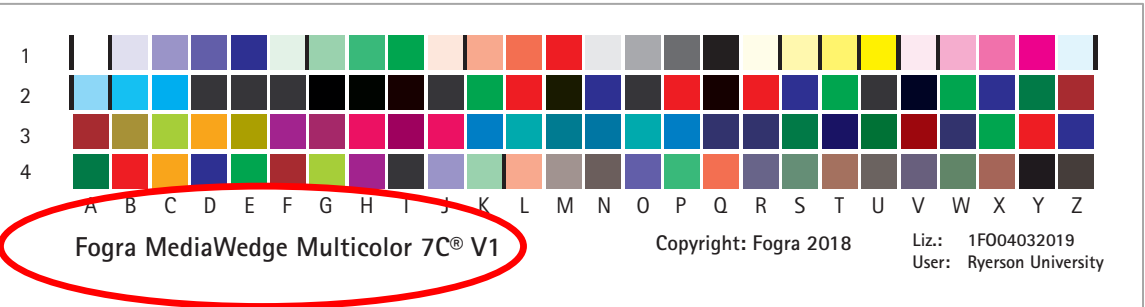 1
2
3
4
A B C D E F G H I J K L M N O P Q R S T U V W X Y Z
Fogra MediaWedge Multicolor 7C® V1 Copyright: Fogra 2018 Liz.: 1FO04032019
User: Ryerson University